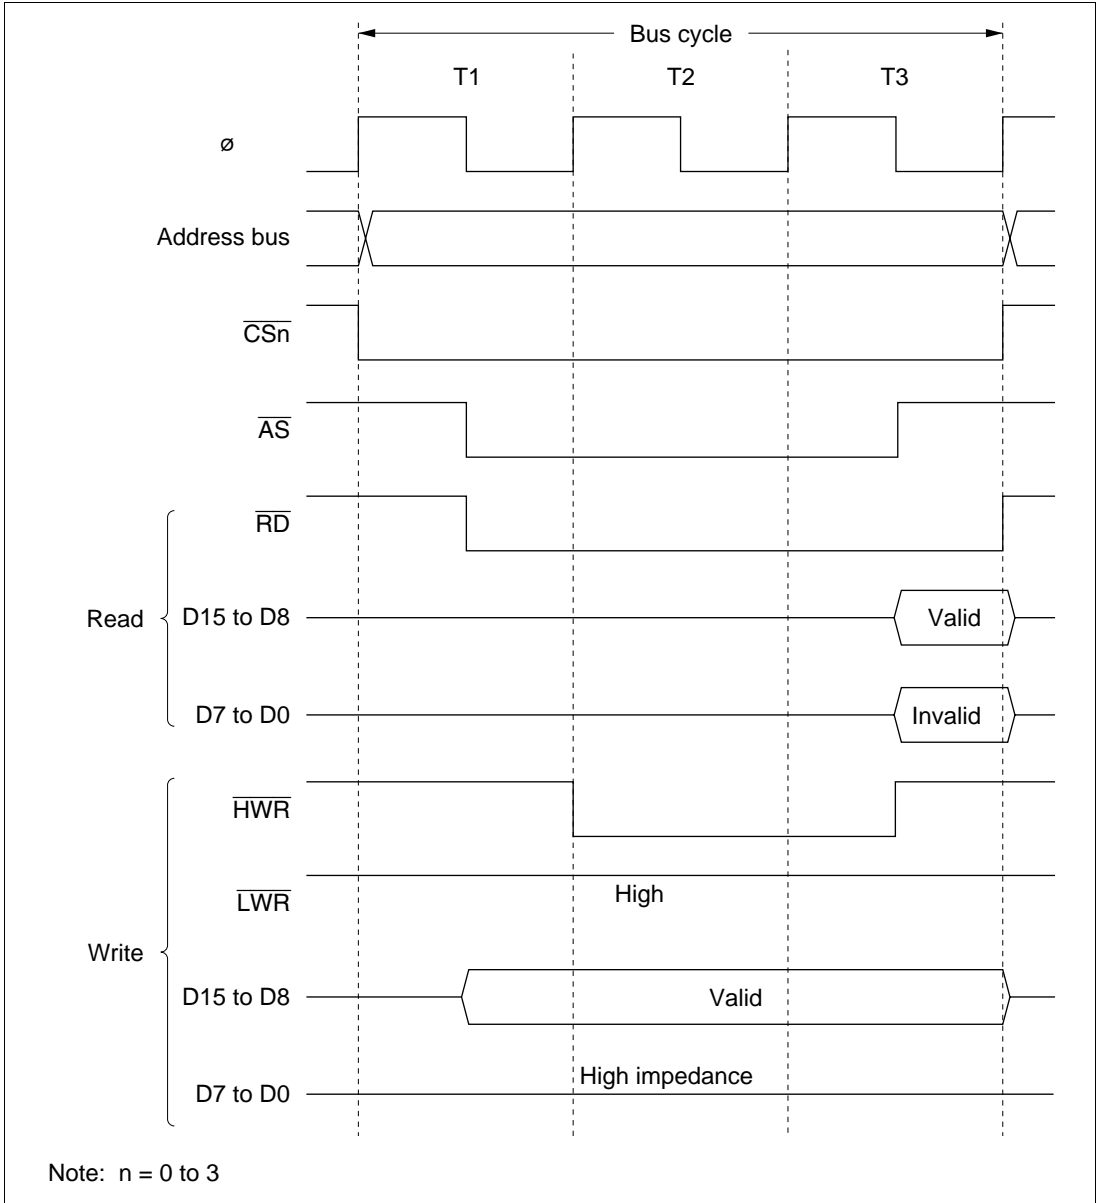 Bus cycle
T1 T2 T3
ø
Address bus
CSn
AS
RD
Read D15 to D8 Valid
D7 to D0 Invalid
HWR
LWR High
Write
D15 to D8 Valid
D7 to D0 High impedance
Note: n = 0 to 3